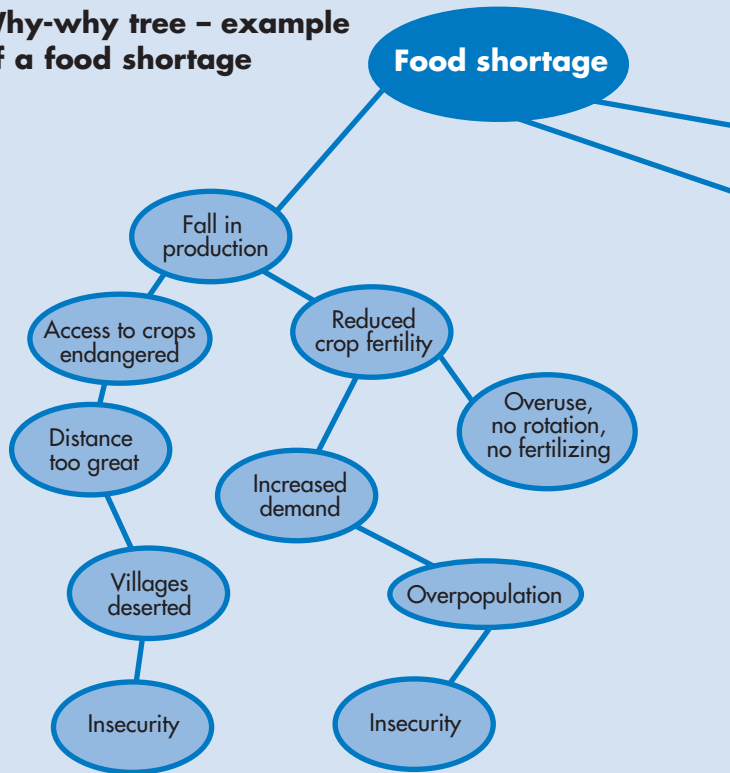 Why-why tree – example
of a food shortage
Food shortage
Fall in
production
Access to crops
endangered
Reduced
crop fertility
Overuse,
no rotation,
no fertilizing
Distance
too great
Increased
demand
Villages
deserted
Overpopulation
Insecurity
Insecurity